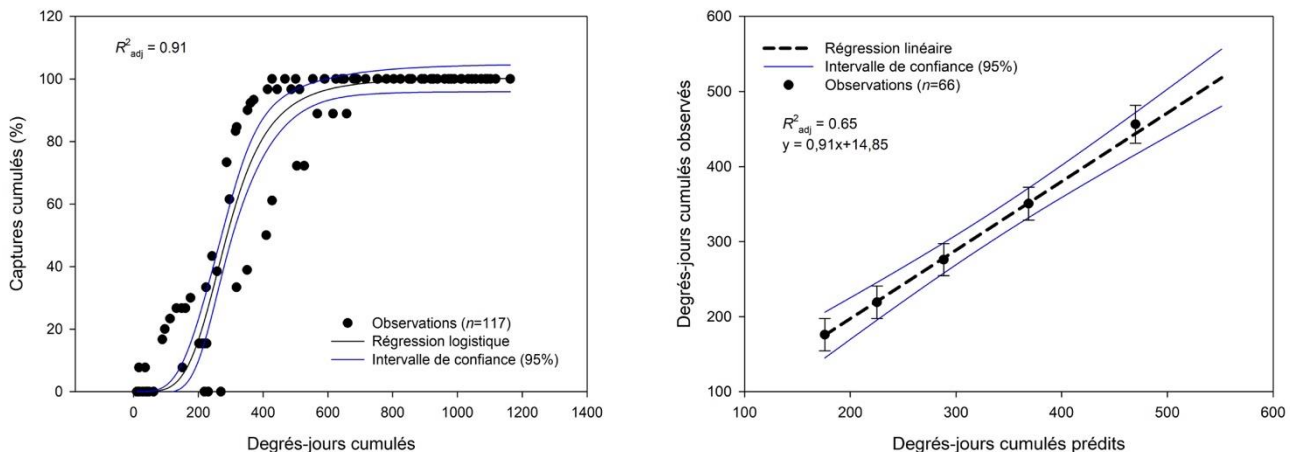 120
100
80
60
40
20
0
Captures cumulés (%)
R²adj = 0.91
Observations (n=117)
Régression logistique
Intervalle de confiance (95%)
0 200 400 600 800 1000 1200 1400
Degrés-jours cumulés
600
500
400
300
200
100
Degrés-jours cumulés observés
Régression linéaire
Intervalle de confiance (95%)
Observations (n=66)
R²adj = 0.65
y = 0,91x+14,85
100 200 300 400 500 600
Degrés-jours cumulés prédits